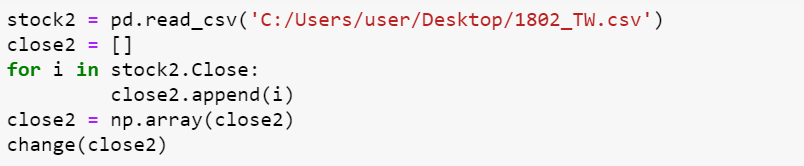 stock2 = pd.read_csv('C:/Users/user/Desktop/1802_TW.csv')
close2 = []
for i in stock2.Close:
        close2.append(i)
close2 = np.array(close2)
change(close2)